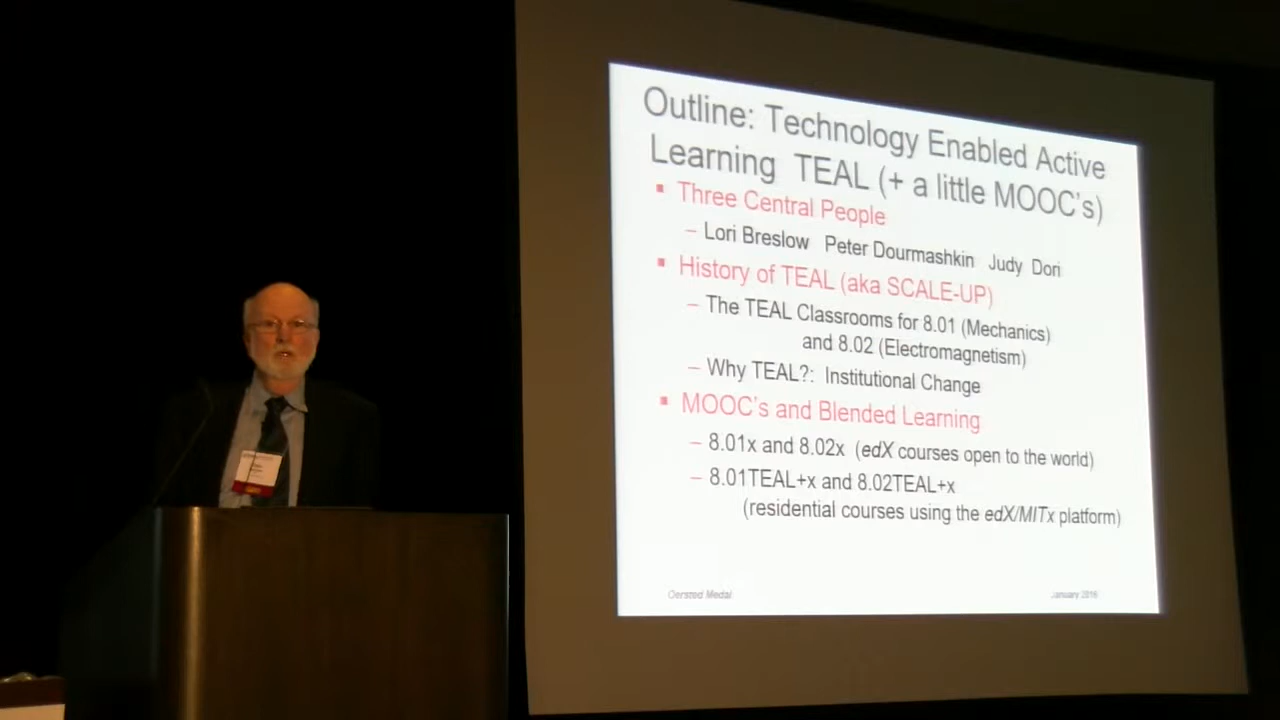 Outline: Technology Enabled Active
Learning TEAL (+ a little MOOC's)
Three Central People
– Lori Breslow Peter Dourmashkin Judy Dori
History of TEAL (aka SCALE-UP)
– The TEAL Classrooms for 8.01 (Mechanics)
and 8.02 (Electromagnetism)
– Why TEAL?: Institutional Change
MOOC's and Blended Learning
– 8.01x and 8.02x (edX courses open to the world)
– 8.01TEAL+x and 8.02TEAL+x
(residential courses using the edX/MITx platform)
Oersted Medal
January 2016